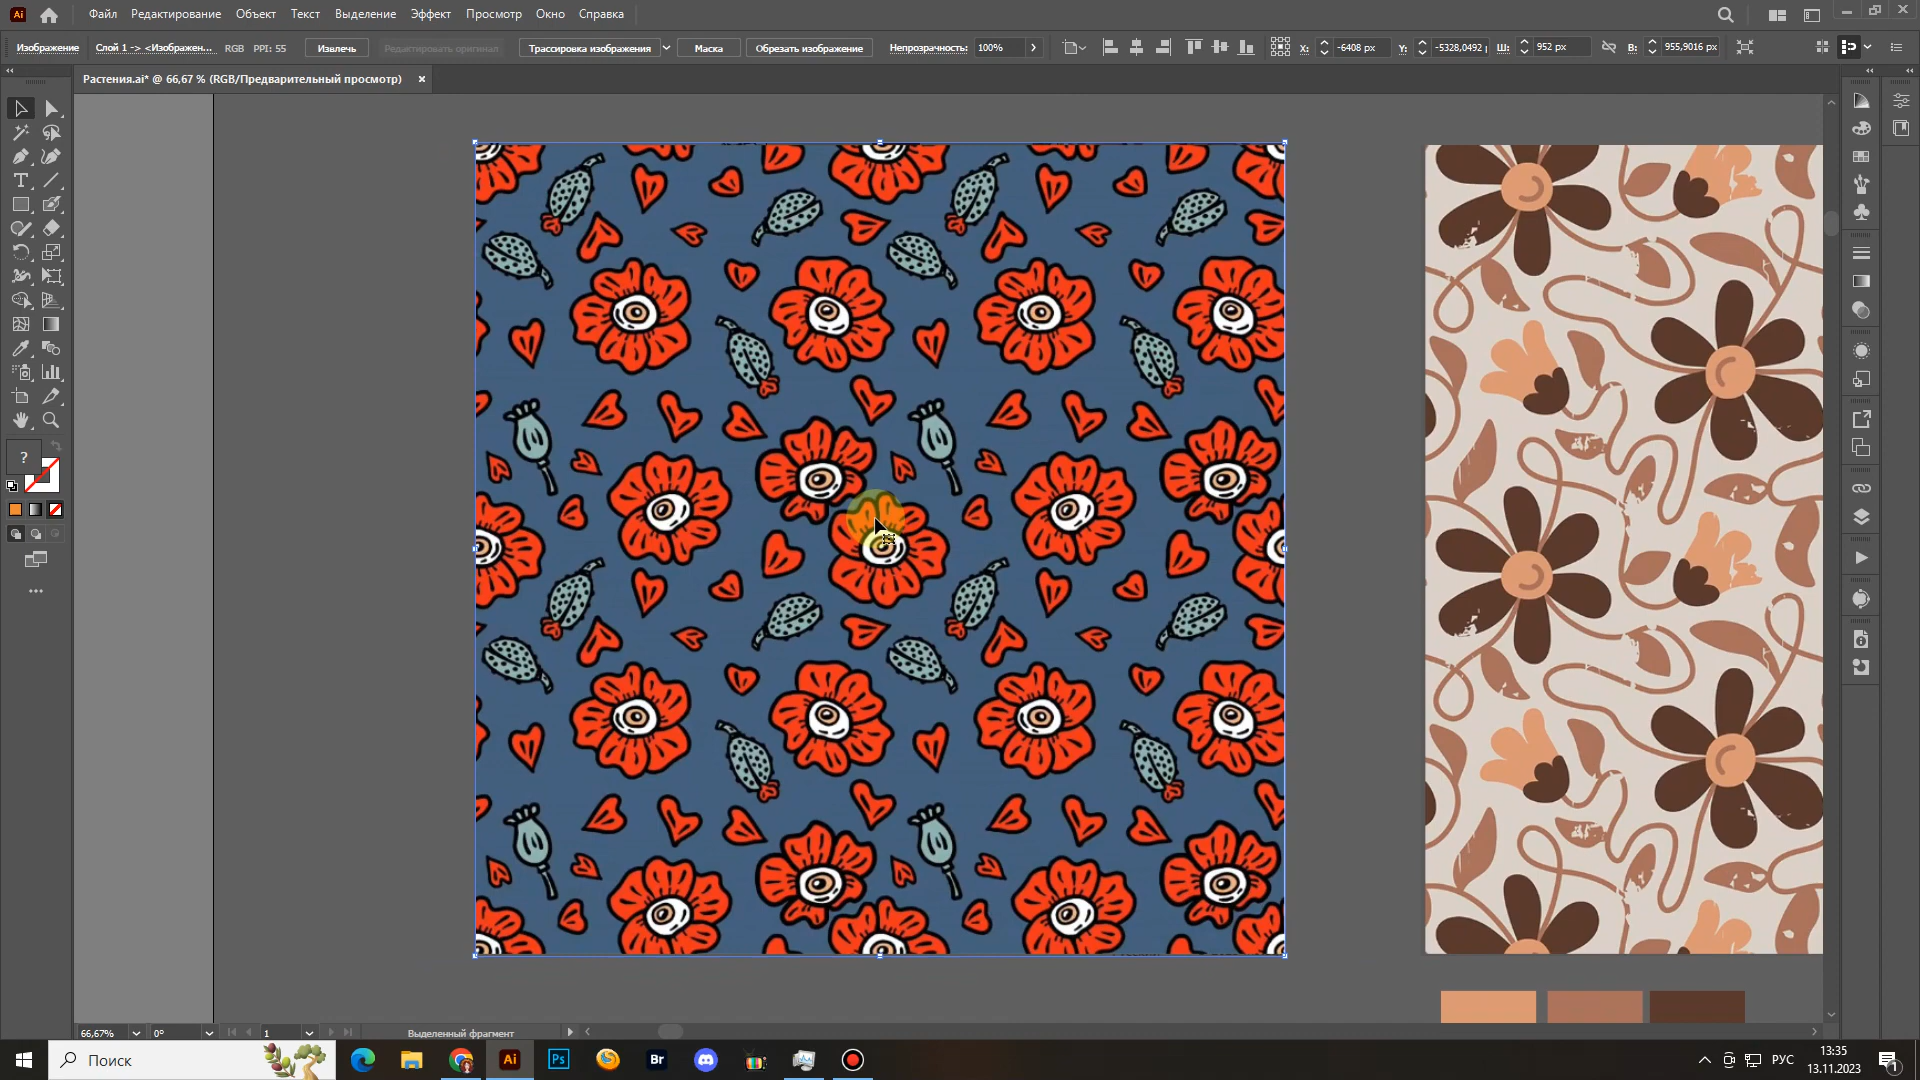 Ai
Файл
Редактирование
Объект
Текст
Выделение
Эффект
Просмотр
Окно
Справка
Изображение
Слой 1 -> <Изображен...
RGB
PPI: 55
Извлечь
Редактировать оригинал
Трассировка изображения
Маска
Обрезать изображение
Непрозрачность:
100%
X:
-6408 px
Y:
-5328,0492 p
Ш:
952 px
В:
955,9016 px
Растения.ai* @ 66,67 % (RGB/Предварительный просмотр)
?
66,67%
0°
1
Выделенный фрагмент
Поиск
Ai
Ps
Br
РУС
13:35
13.11.2023
1